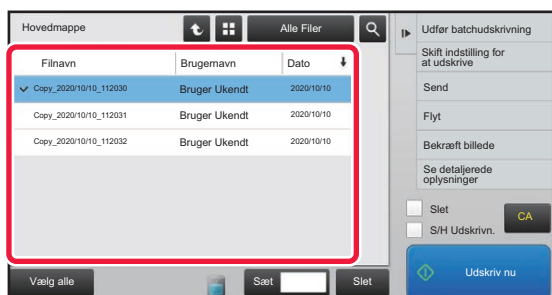 Hovedmappe
Alle Filer
Filnavn Brugernavn Dato
Copy_2020/10/10_112030 Bruger Ukendt 2020/10/10
Copy_2020/10/10_112031 Bruger Ukendt 2020/10/10
Copy_2020/10/10_112032 Bruger Ukendt 2020/10/10
Vælg alle
Sæt
Slet
Udfør batchudskrivning
Skift indstilling for
at udskrive
Send
Flyt
Bekræft billede
Se detaljerede
oplysninger
Slet
S/H Udskrivn.
CA
Udskriv nu